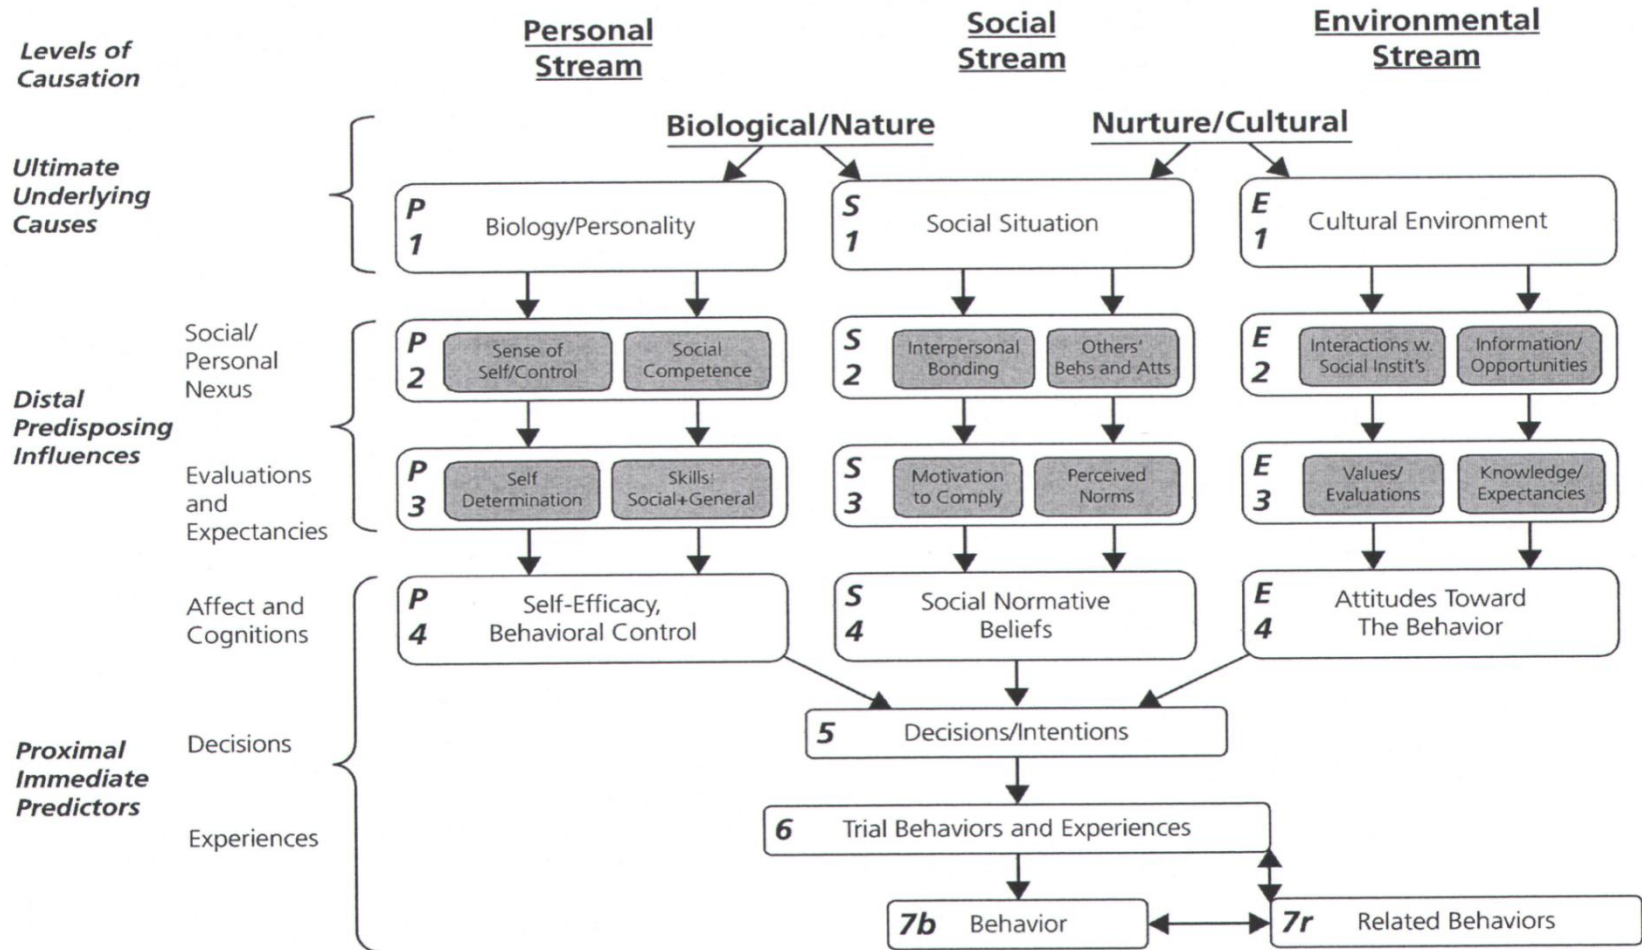 Levels of
Causation
Personal
Stream
Social
Stream
Environmental
Stream
Biological/Nature
Nurture/Cultural
Ultimate
Underlying
Causes
P
1
Biology/Personality
S
1
Social Situation
E
1
Cultural Environment
Distal
Predisposing
Influences
Social/
Personal
Nexus
P
2
Sense of
Self/Control
Social
Competence
S
2
Interpersonal
Bonding
Others'
Behs and Atts
E
2
Interactions w.
Social Instit's
Information/
Opportunities
Evaluations
and
Expectancies
P
3
Self
Determination
Skills:
Social+General
S
3
Motivation
to Comply
Perceived
Norms
E
3
Values/
Evaluations
Knowledge/
Expectancies
Affect and
Cognitions
P
4
Self-Efficacy,
Behavioral Control
S
4
Social Normative
Beliefs
E
4
Attitudes Toward
The Behavior
Proximal
Immediate
Predictors
Decisions
5 Decisions/Intentions
Experiences
6 Trial Behaviors and Experiences
7b Behavior
7r Related Behaviors